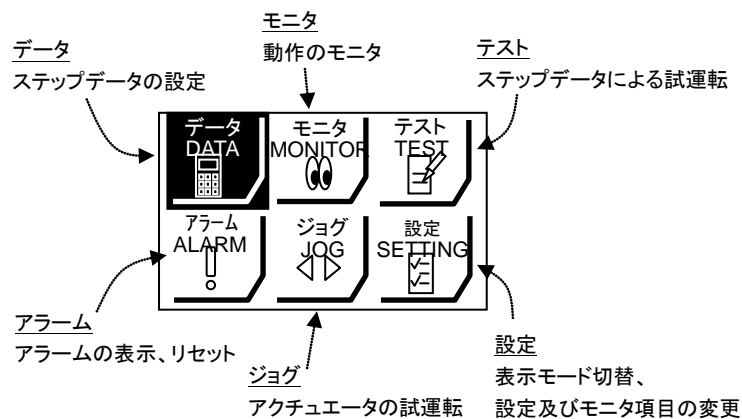 モニタ
動作のモニタ
データ
ステップデータの設定
テスト
ステップデータによる試運転
データ
DATA
モニタ
MONITOR
テスト
TEST
アラーム
ALARM
ジョグ
JOG
設定
SETTING
アラーム
アラームの表示、リセット
ジョグ
アクチュエータの試運転
設定
表示モード切替、
設定及びモニタ項目の変更